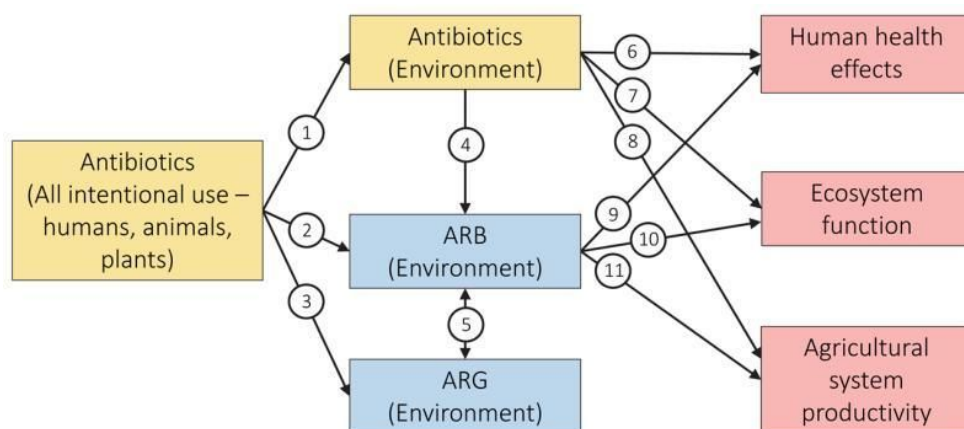 Antibiotics
(Environment)
Human health
effects
6
7
8
1
4
Antibiotics
(All intentional use –
humans, animals,
plants)
2
3
ARB
(Environment)
9
10
11
Ecosystem
function
5
ARG
(Environment)
Agricultural
system
productivity